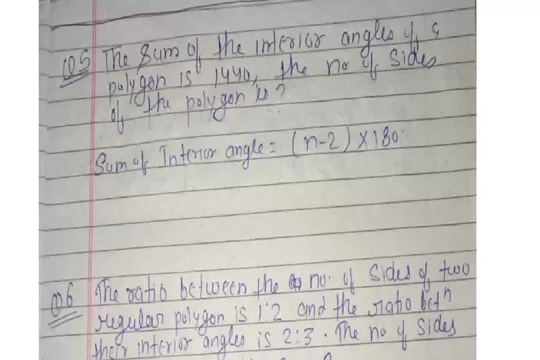 Q5 The Sum of the interior angles of a
polygon is 1440, the no of Sides
of the polygon is?
Sum of Interior angle = (n-2) × 180°
Q6 The ratio between the no. of Sides of two
regular polygon is 1:2 and the ratio betn
their interior angles is 2:3. The no of sides